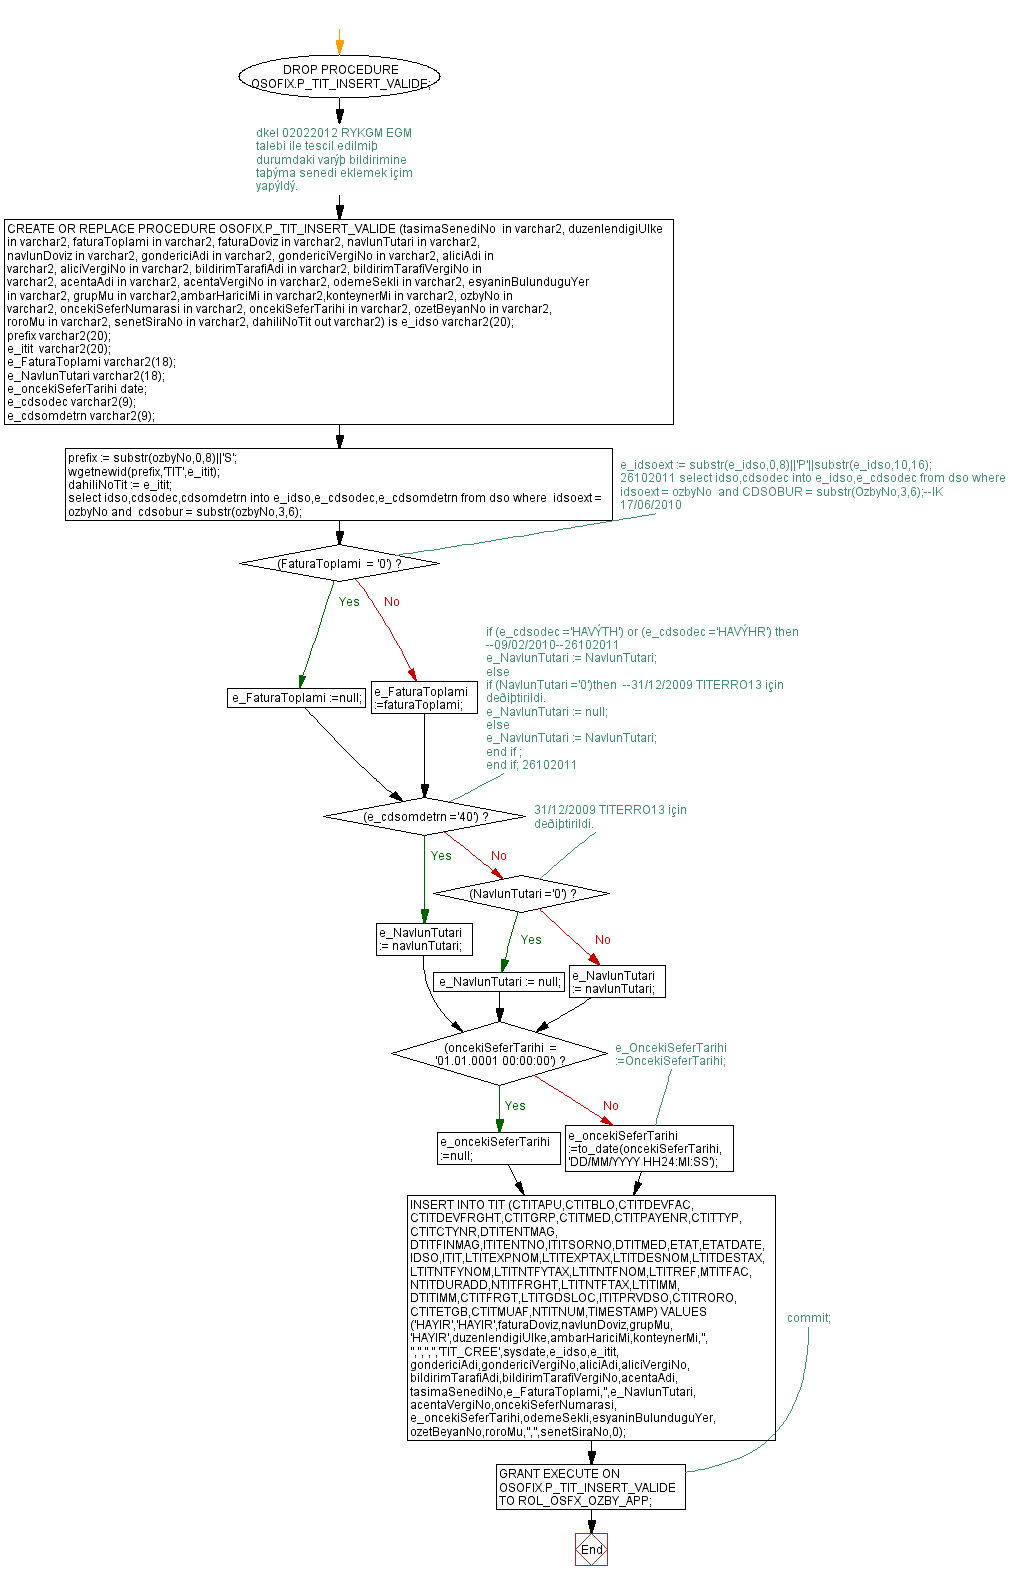 DROP PROCEDURE
OSOFIX.P_TIT_INSERT_VALIDE;
dkel 02022012 RYKGM EGM
talebi ile tescil edilmiþ
durumdaki varýþ bildirimine
taþýma senedi eklemek içim
yapýldý.
CREATE OR REPLACE PROCEDURE OSOFIX.P_TIT_INSERT_VALIDE (tasimaSenediNo  in varchar2, duzenlendigiUlke
in varchar2, faturaToplami in varchar2, faturaDoviz in varchar2, navlunTutari in varchar2,
navlunDoviz in varchar2, gondericiAdi in varchar2, gondericiVergiNo in varchar2, aliciAdi in
varchar2, aliciVergiNo in varchar2, bildirimTarafiAdi in varchar2, bildirimTarafiVergiNo in
varchar2, acentaAdi in varchar2, acentaVergiNo in varchar2, odemeSekli in varchar2, esyaninBulunduguYer
in varchar2, grupMu in varchar2,ambarHariciMi in varchar2,konteynerMi in varchar2, ozbyNo in
varchar2, oncekiSeferNumarasi in varchar2, oncekiSeferTarihi in varchar2, ozetBeyanNo in varchar2,
roroMu in varchar2, senetSiraNo in varchar2, dahiliNoTit out varchar2) is e_idso varchar2(20);
prefix varchar2(20);
e_itit  varchar2(20);
e_FaturaToplami varchar2(18);
e_NavlunTutari varchar2(18);
e_oncekiSeferTarihi date;
e_cdsodec varchar2(9);
e_cdsomdetrn varchar2(9);
prefix := substr(ozbyNo,0,8)||'S';
wgetnewid(prefix,'TIT',e_itit);
dahiliNoTit := e_itit;
select idso,cdsodec,cdsomdetrn into e_idso,e_cdsodec,e_cdsomdetrn from dso where  idsoext =
ozbyNo and  cdsobur = substr(ozbyNo,3,6);
e_idsoext := substr(e_idso,0,8)||'P'||substr(e_idso,10,16);
26102011 select idso,cdsodec into e_idso,e_cdsodec from dso where
idsoext = ozbyNo  and CDSOBUR = substr(OzbyNo,3,6);--IK
17/06/2010
(FaturaToplami  = '0') ?
Yes
No
e_FaturaToplami :=null;
e_FaturaToplami
:=faturaToplami;
if (e_cdsodec ='HAVÝTH') or (e_cdsodec ='HAVÝHR') then
--09/02/2010--26102011
e_NavlunTutari := NavlunTutari;
else
if (NavlunTutari ='0')then  --31/12/2009 TITERRO13 için
deðiþtirildi.
e_NavlunTutari := null;
else
e_NavlunTutari := NavlunTutari;
end if ;
end if; 26102011
(e_cdsomdetrn ='40') ?
31/12/2009 TITERRO13 için
deðiþtirildi.
Yes
No
(NavlunTutari ='0') ?
e_NavlunTutari
:= navlunTutari;
Yes
No
e_NavlunTutari := null;
e_NavlunTutari
:= navlunTutari;
(oncekiSeferTarihi  =
'01.01.0001 00:00:00') ?
e_OncekiSeferTarihi
:=OncekiSeferTarihi;
Yes
No
e_oncekiSeferTarihi
:=null;
e_oncekiSeferTarihi
:=to_date(oncekiSeferTarihi,
'DD/MM/YYYY HH24:MI:SS');
INSERT INTO TIT (CTITAPU,CTITBLO,CTITDEVFAC,
CTITDEVFRGHT,CTITGRP,CTITMED,CTITPAYENR,CTITTYP,
CTITCTYNR,DTITENTMAG,
DTITFINMAG,ITITENTNO,ITITSORNO,DTITMED,ETAT,ETATDATE,
IDSO,ITIT,LTITEXPNOM,LTITEXPTAX,LTITDESNOM,LTITDESTAX,
LTITNTFYNOM,LTITNTFYTAX,LTITNTFNOM,LTITREF,MTITFAC,
NTITDURADD,NTITFRGHT,LTITNTFTAX,LTITIMM,
DTITIMM,CTITFRGT,LTITGDSLOC,ITITPRVDSO,CTITRORO,
CTITETGB,CTITMUAF,NTITNUM,TIMESTAMP) VALUES
('HAYIR','HAYIR',faturaDoviz,navlunDoviz,grupMu,
'HAYIR',duzenlendigiUlke,ambarHariciMi,konteynerMi,'',
'','','','','TIT_CREE',sysdate,e_idso,e_itit,
gondericiAdi,gondericiVergiNo,aliciAdi,aliciVergiNo,
bildirimTarafiAdi,bildirimTarafiVergiNo,acentaAdi,
tasimaSenediNo,e_FaturaToplami,'',e_NavlunTutari,
acentaVergiNo,oncekiSeferNumarasi,
e_oncekiSeferTarihi,odemeSekli,esyaninBulunduguYer,
ozetBeyanNo,roroMu,'','',senetSiraNo,0);
commit;
GRANT EXECUTE ON
OSOFIX.P_TIT_INSERT_VALIDE
TO ROL_OSFX_OZBY_APP;
End